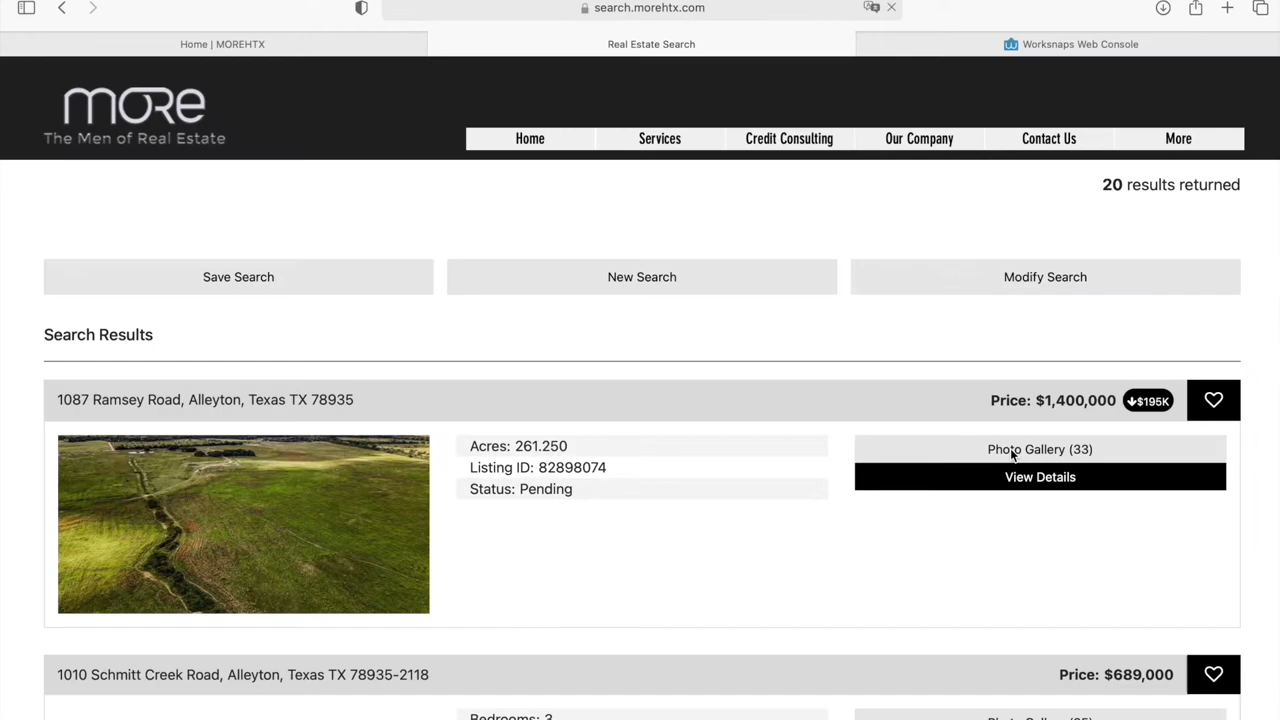 search.morehtx.com
Home | MOREHTX
Real Estate Search
Worksnaps Web Console
more
The Men of Real Estate
Home
Services
Credit Consulting
Our Company
Contact Us
More
20 results returned
Save Search
New Search
Modify Search
Search Results
1087 Ramsey Road, Alleyton, Texas TX 78935
Price: $1,400,000
$195K
Acres: 261.250
Listing ID: 82898074
Status: Pending
Photo Gallery (33)
View Details
1010 Schmitt Creek Road, Alleyton, Texas TX 78935-2118
Price: $689,000
Bedrooms: 3
Photo Gallery